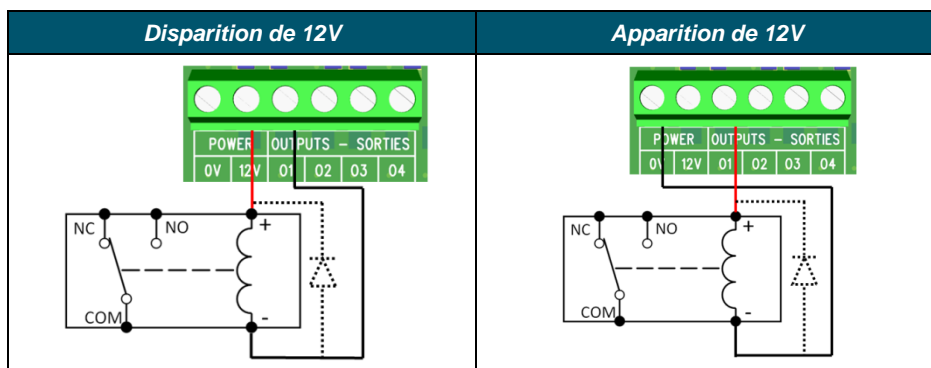 Disparition de 12V
Apparition de 12V
POWER OUTPUTS - SORTIES
0V 12V 01 02 03 04
NC NO +
COM -
POWER OUTPUTS - SORTIES
0V 12V 01 02 03 04
NC NO +
COM -